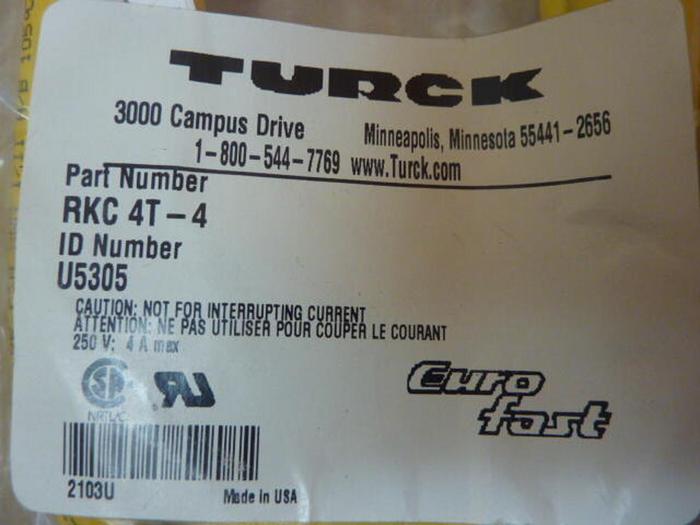 TURCK
3000 Campus Drive Minneapolis, Minnesota 55441-2656
1-800-544-7769 www.Turck.com
Part Number
RKC 4T-4
ID Number
U5305
CAUTION: NOT FOR INTERRUPTING CURRENT
ATTENTION: NE PAS UTILISER POUR COUPER LE COURANT
250 V: 4 A max
Euro
fast
NRTL/C
2103U
Made in USA